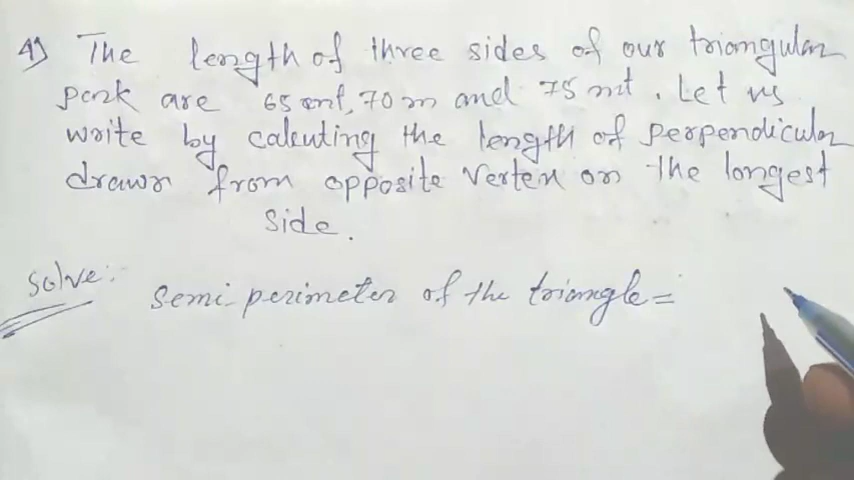 4) The length of three sides of our triangular
park are 65 mt, 70 m and 75 mt. Let us
write by caleuting the length of perpendicular
drawn from opposite vertex on the longest
side.
Solve:-
Semi-perimeter of the triangle =